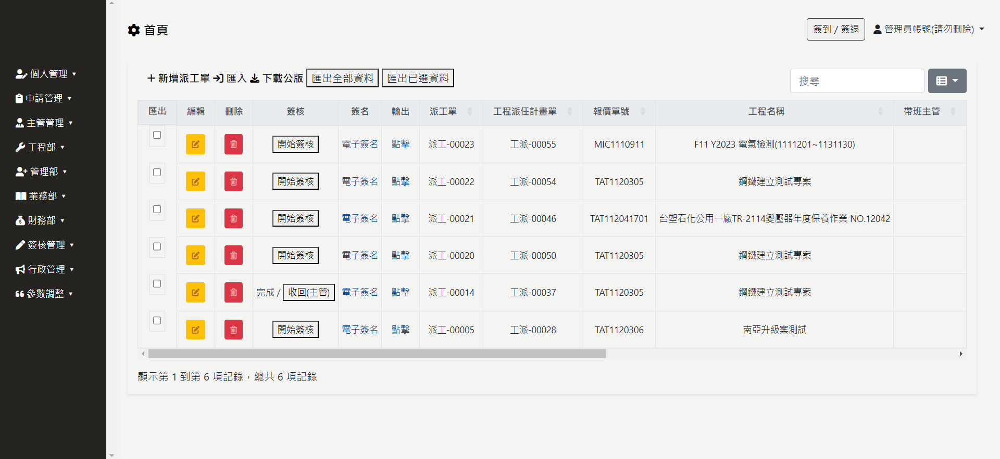 首頁
簽到 / 簽退
管理員帳號(請勿刪除)
個人管理
申請管理
主管管理
工程部
管理部
業務部
財務部
簽核管理
行政管理
參數調整
新增派工單 匯入 下載公版 匯出全部資料 匯出已選資料
搜尋
匯出 編輯 刪除 簽核 簽名 輸出 派工單 工程派任計畫單 報價單號 工程名稱 帶班主管
開始簽核 電子簽名 點擊 派工-00023 工派-00055 MIC1110911 F11 Y2023 電氣檢測(1111201~1131130)
開始簽核 電子簽名 點擊 派工-00022 工派-00054 TAT1120305 鋼鐵建立測試專案
開始簽核 電子簽名 點擊 派工-00021 工派-00046 TAT112041701 台塑石化公用一廠TR-2114變壓器年度保養作業 NO.12042
開始簽核 電子簽名 點擊 派工-00020 工派-00050 TAT1120305 鋼鐵建立測試專案
完成 / 收回(主管) 電子簽名 點擊 派工-00014 工派-00037 TAT1120305 鋼鐵建立測試專案
開始簽核 電子簽名 點擊 派工-00005 工派-00028 TAT1120306 南亞升級案測試
顯示第 1 到第 6 項記錄，總共 6 項記錄